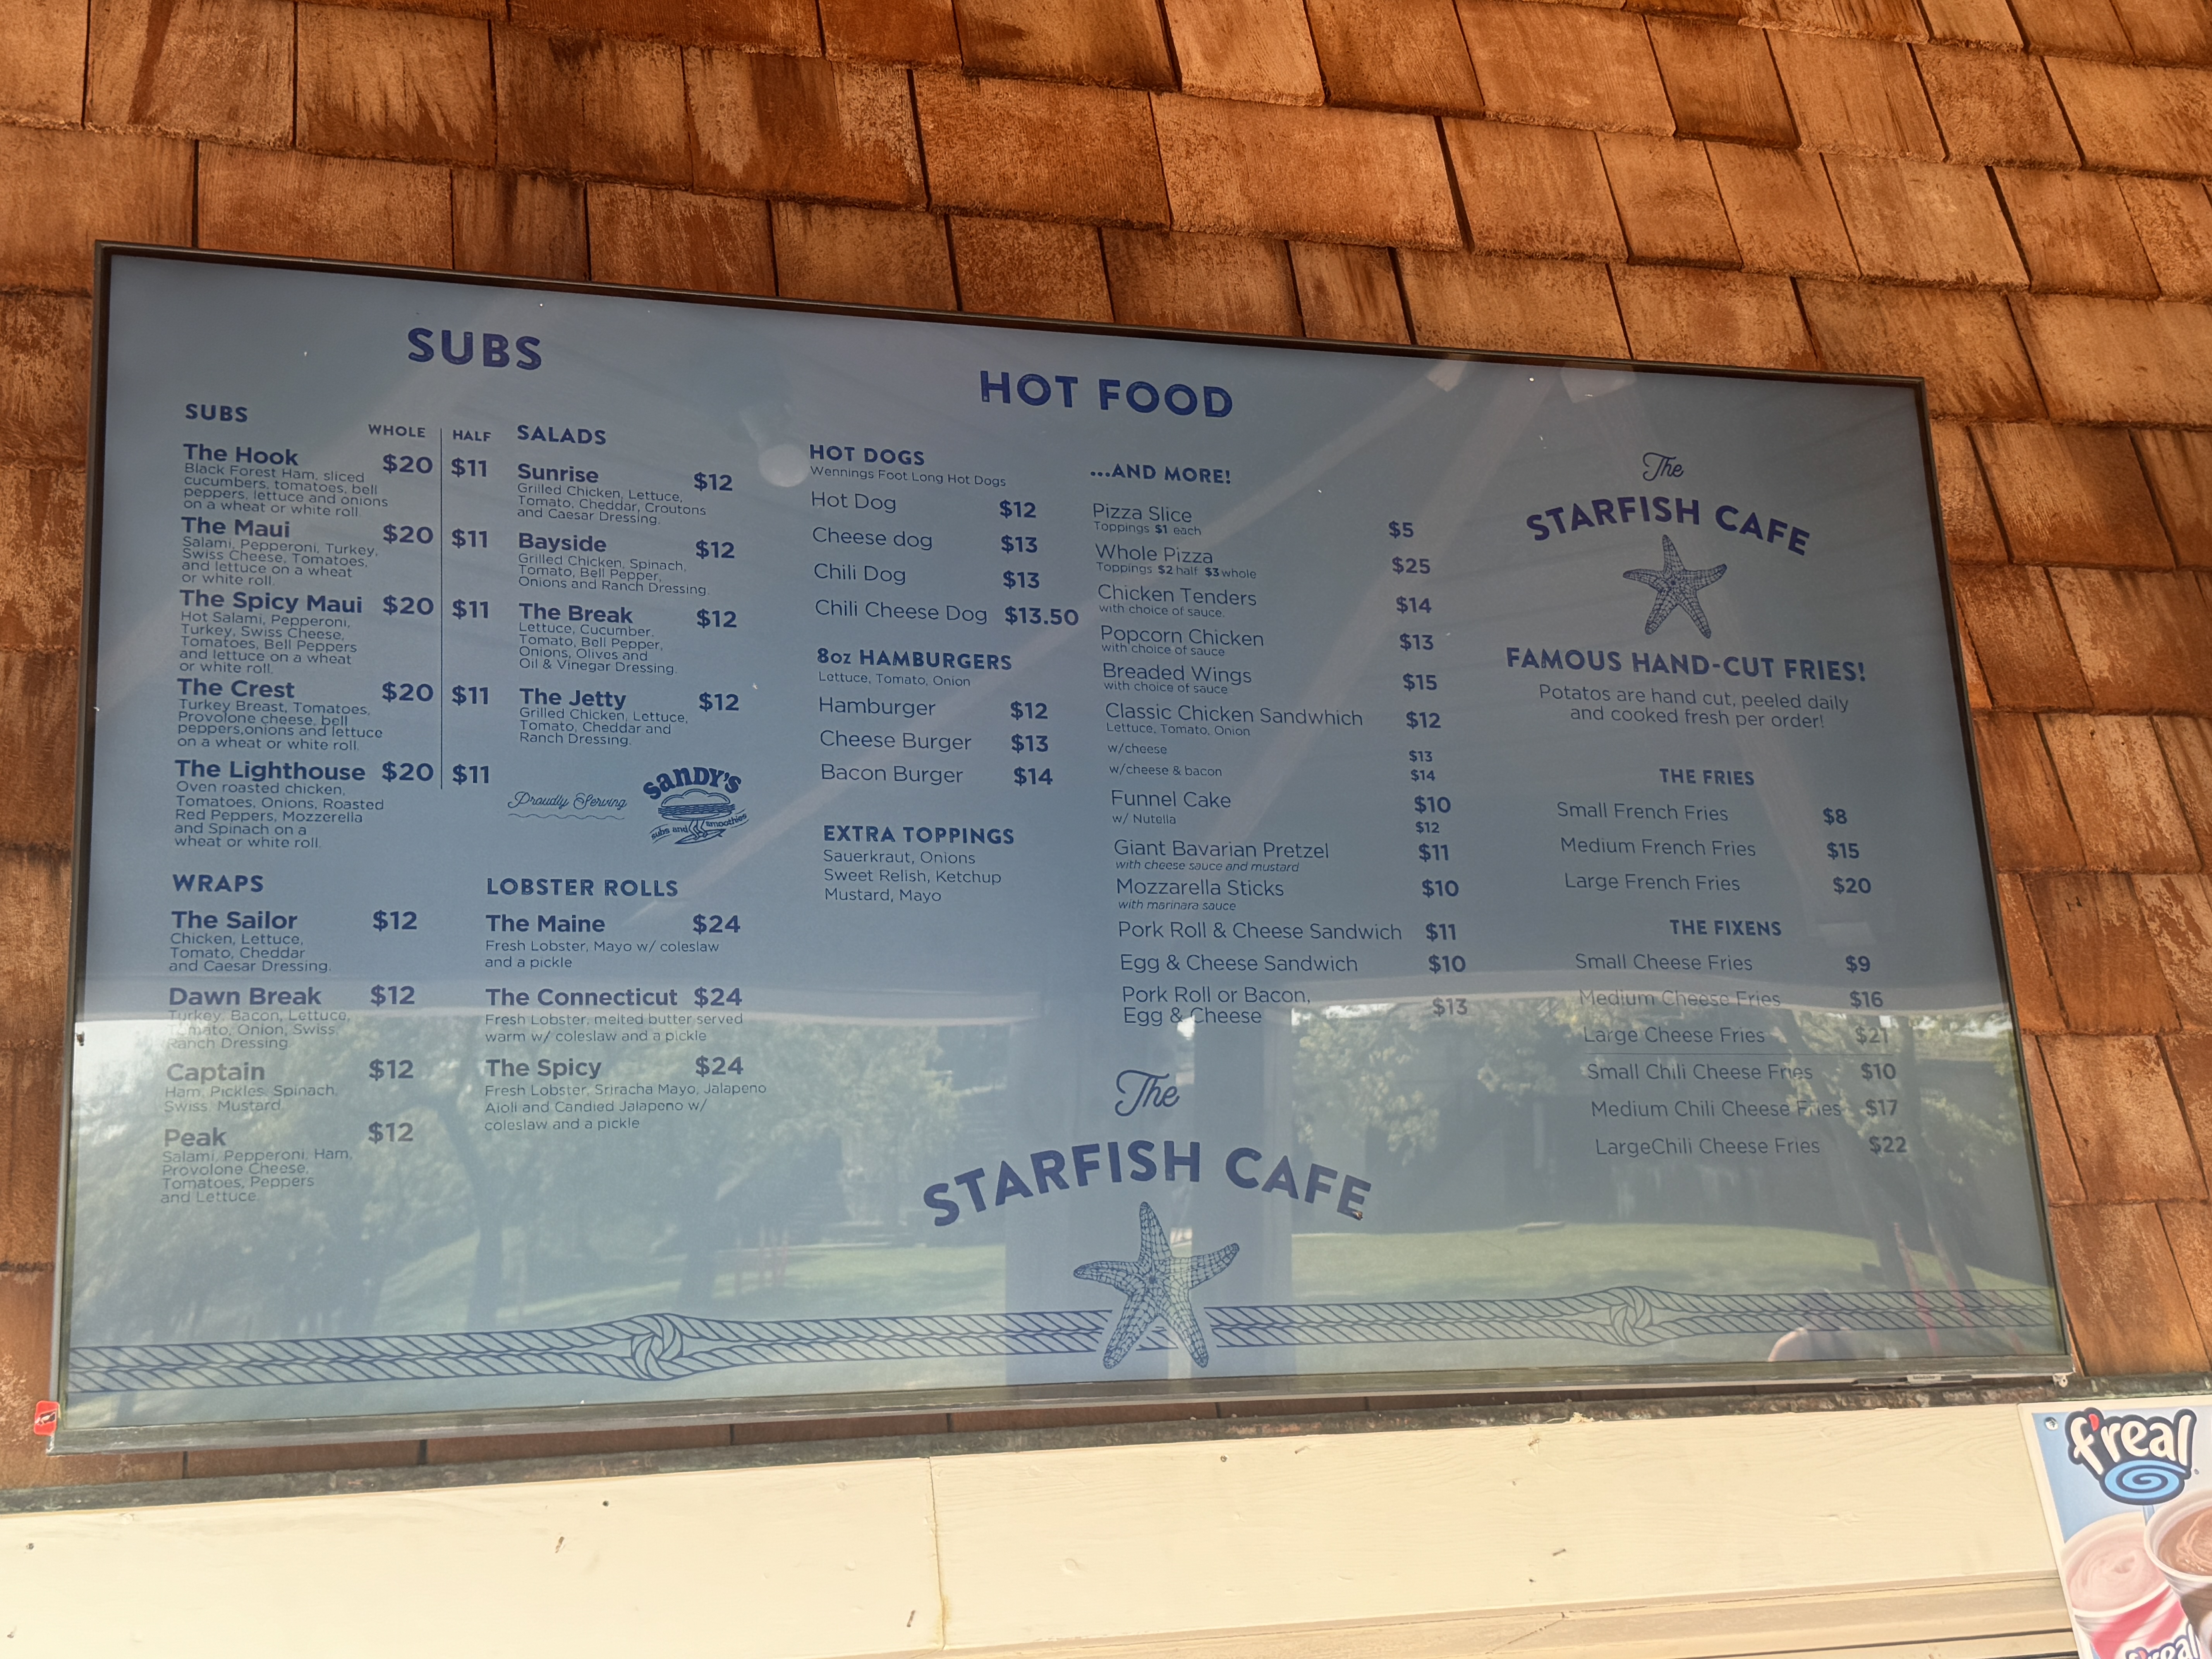 SUBS
SUBS
WHOLE HALF
The Hook $20 $11
Black Forest Ham, sliced
cucumbers, tomatoes, bell
peppers, lettuce and onions
on a wheat or white roll.
The Maui $20 $11
Salami, Pepperoni, Turkey,
Swiss Cheese, Tomatoes,
and lettuce on a wheat
or white roll.
The Spicy Maui $20 $11
Hot Salami, Pepperoni,
Turkey, Swiss Cheese,
Tomatoes, Bell Peppers
and lettuce on a wheat
or white roll.
The Crest $20 $11
Turkey Breast, Tomatoes,
Provolone cheese, bell
peppers,onions and lettuce
on a wheat or white roll.
The Lighthouse $20 $11
Oven roasted chicken,
Tomatoes, Onions, Roasted
Red Peppers, Mozzerella
and Spinach on a
wheat or white roll.
SALADS
Sunrise $12
Grilled Chicken, Lettuce,
Tomato, Cheddar, Croutons
and Caesar Dressing.
Bayside $12
Grilled Chicken, Spinach,
Tomato, Bell Pepper,
Onions and Ranch Dressing.
The Break $12
Lettuce, Cucumber,
Tomato, Bell Pepper,
Onions, Olives and
Oil & Vinegar Dressing.
The Jetty $12
Grilled Chicken, Lettuce,
Tomato, Cheddar and
Ranch Dressing.
Proudly Serving
SANDY'S
subs and smoothies
WRAPS
The Sailor $12
Chicken, Lettuce,
Tomato, Cheddar
and Caesar Dressing.
Dawn Break $12
Turkey, Bacon, Lettuce,
Tomato, Onion, Swiss,
Ranch Dressing
Captain $12
Ham, Pickles, Spinach,
Swiss, Mustard
Peak $12
Salami, Pepperoni, Ham,
Provolone Cheese,
Tomatoes, Peppers
and Lettuce.
LOBSTER ROLLS
The Maine $24
Fresh Lobster, Mayo w/ coleslaw
and a pickle
The Connecticut $24
Fresh Lobster, melted butter served
warm w/ coleslaw and a pickle
The Spicy $24
Fresh Lobster, Sriracha Mayo, Jalapeno
Aioli and Candied Jalapeno w/
coleslaw and a pickle
HOT FOOD
HOT DOGS
Wennings Foot Long Hot Dogs
Hot Dog $12
Cheese dog $13
Chili Dog $13
Chili Cheese Dog $13.50
8oz HAMBURGERS
Lettuce, Tomato, Onion
Hamburger $12
Cheese Burger $13
Bacon Burger $14
EXTRA TOPPINGS
Sauerkraut, Onions
Sweet Relish, Ketchup
Mustard, Mayo
...AND MORE!
Pizza Slice $5
Toppings $1 each
Whole Pizza $25
Toppings $2 half $3 whole
Chicken Tenders $14
with choice of sauce.
Popcorn Chicken $13
with choice of sauce
Breaded Wings $15
with choice of sauce
Classic Chicken Sandwhich $12
Lettuce, Tomato, Onion
w/cheese $13
w/cheese & bacon $14
Funnel Cake $10
w/ Nutella $12
Giant Bavarian Pretzel $11
with cheese sauce and mustard
Mozzarella Sticks $10
with marinara sauce
Pork Roll & Cheese Sandwich $11
Egg & Cheese Sandwich $10
Pork Roll or Bacon, $13
Egg & Cheese
The
STARFISH CAFE
The
STARFISH CAFE
FAMOUS HAND-CUT FRIES!
Potatos are hand cut, peeled daily
and cooked fresh per order!
THE FRIES
Small French Fries $8
Medium French Fries $15
Large French Fries $20
THE FIXENS
Small Cheese Fries $9
Medium Cheese Fries $16
Large Cheese Fries $21
Small Chili Cheese Fries $10
Medium Chili Cheese Fries $17
LargeChili Cheese Fries $22
f'real
f'real